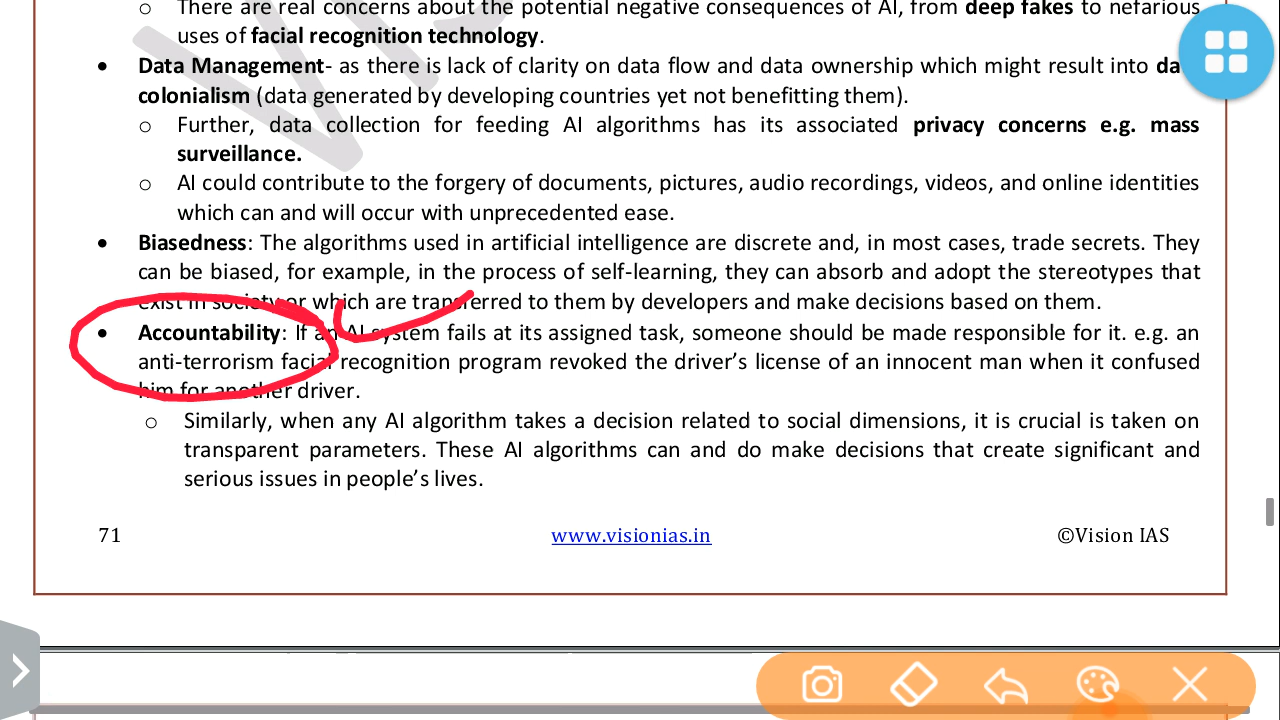 o There are real concerns about the potential negative consequences of AI, from deep fakes to nefarious
uses of facial recognition technology.
• Data Management- as there is lack of clarity on data flow and data ownership which might result into da
colonialism (data generated by developing countries yet not benefitting them).
o Further, data collection for feeding AI algorithms has its associated privacy concerns e.g. mass
surveillance.
o AI could contribute to the forgery of documents, pictures, audio recordings, videos, and online identities
which can and will occur with unprecedented ease.
• Biasedness: The algorithms used in artificial intelligence are discrete and, in most cases, trade secrets. They
can be biased, for example, in the process of self-learning, they can absorb and adopt the stereotypes that
exist in society or which are transferred to them by developers and make decisions based on them.
• Accountability: If an AI system fails at its assigned task, someone should be made responsible for it. e.g. an
anti-terrorism facial recognition program revoked the driver's license of an innocent man when it confused
him for another driver.
o Similarly, when any AI algorithm takes a decision related to social dimensions, it is crucial is taken on
transparent parameters. These AI algorithms can and do make decisions that create significant and
serious issues in people's lives.
71 www.visionias.in ©Vision IAS